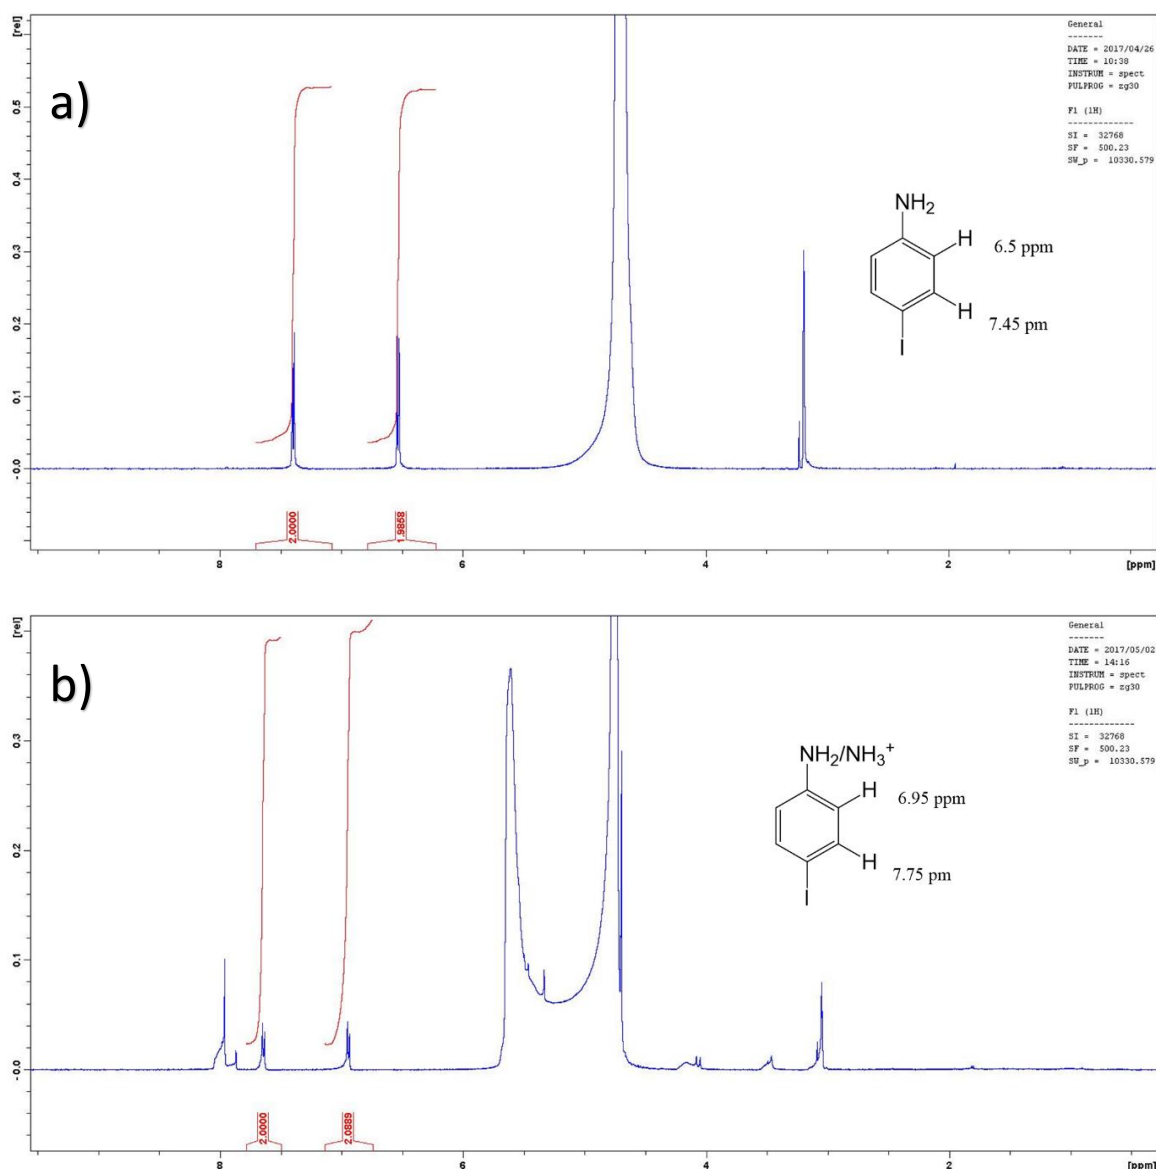 a)
[rel]
General
-------
DATE = 2017/04/26
TIME = 10:38
INSTRUM = spect
PULPROG = zg30
F1 (1H)
-------------
SI = 32768
SF = 500.23
SW_p = 10330.579
0.5
0.4
0.3
0.2
0.1
-0.0
NH2
H
6.5 ppm
H
7.45 pm
I
2.0000
1.9858
8
6
4
2
[ppm]
b)
[rel]
General
-------
DATE = 2017/05/02
TIME = 14:16
INSTRUM = spect
PULPROG = zg30
F1 (1H)
-------------
SI = 32768
SF = 500.23
SW_p = 10330.579
0.3
0.2
0.1
-0.0
NH2/NH3+
H
6.95 ppm
H
7.75 pm
I
2.0000
2.0889
8
6
4
2
[ppm]